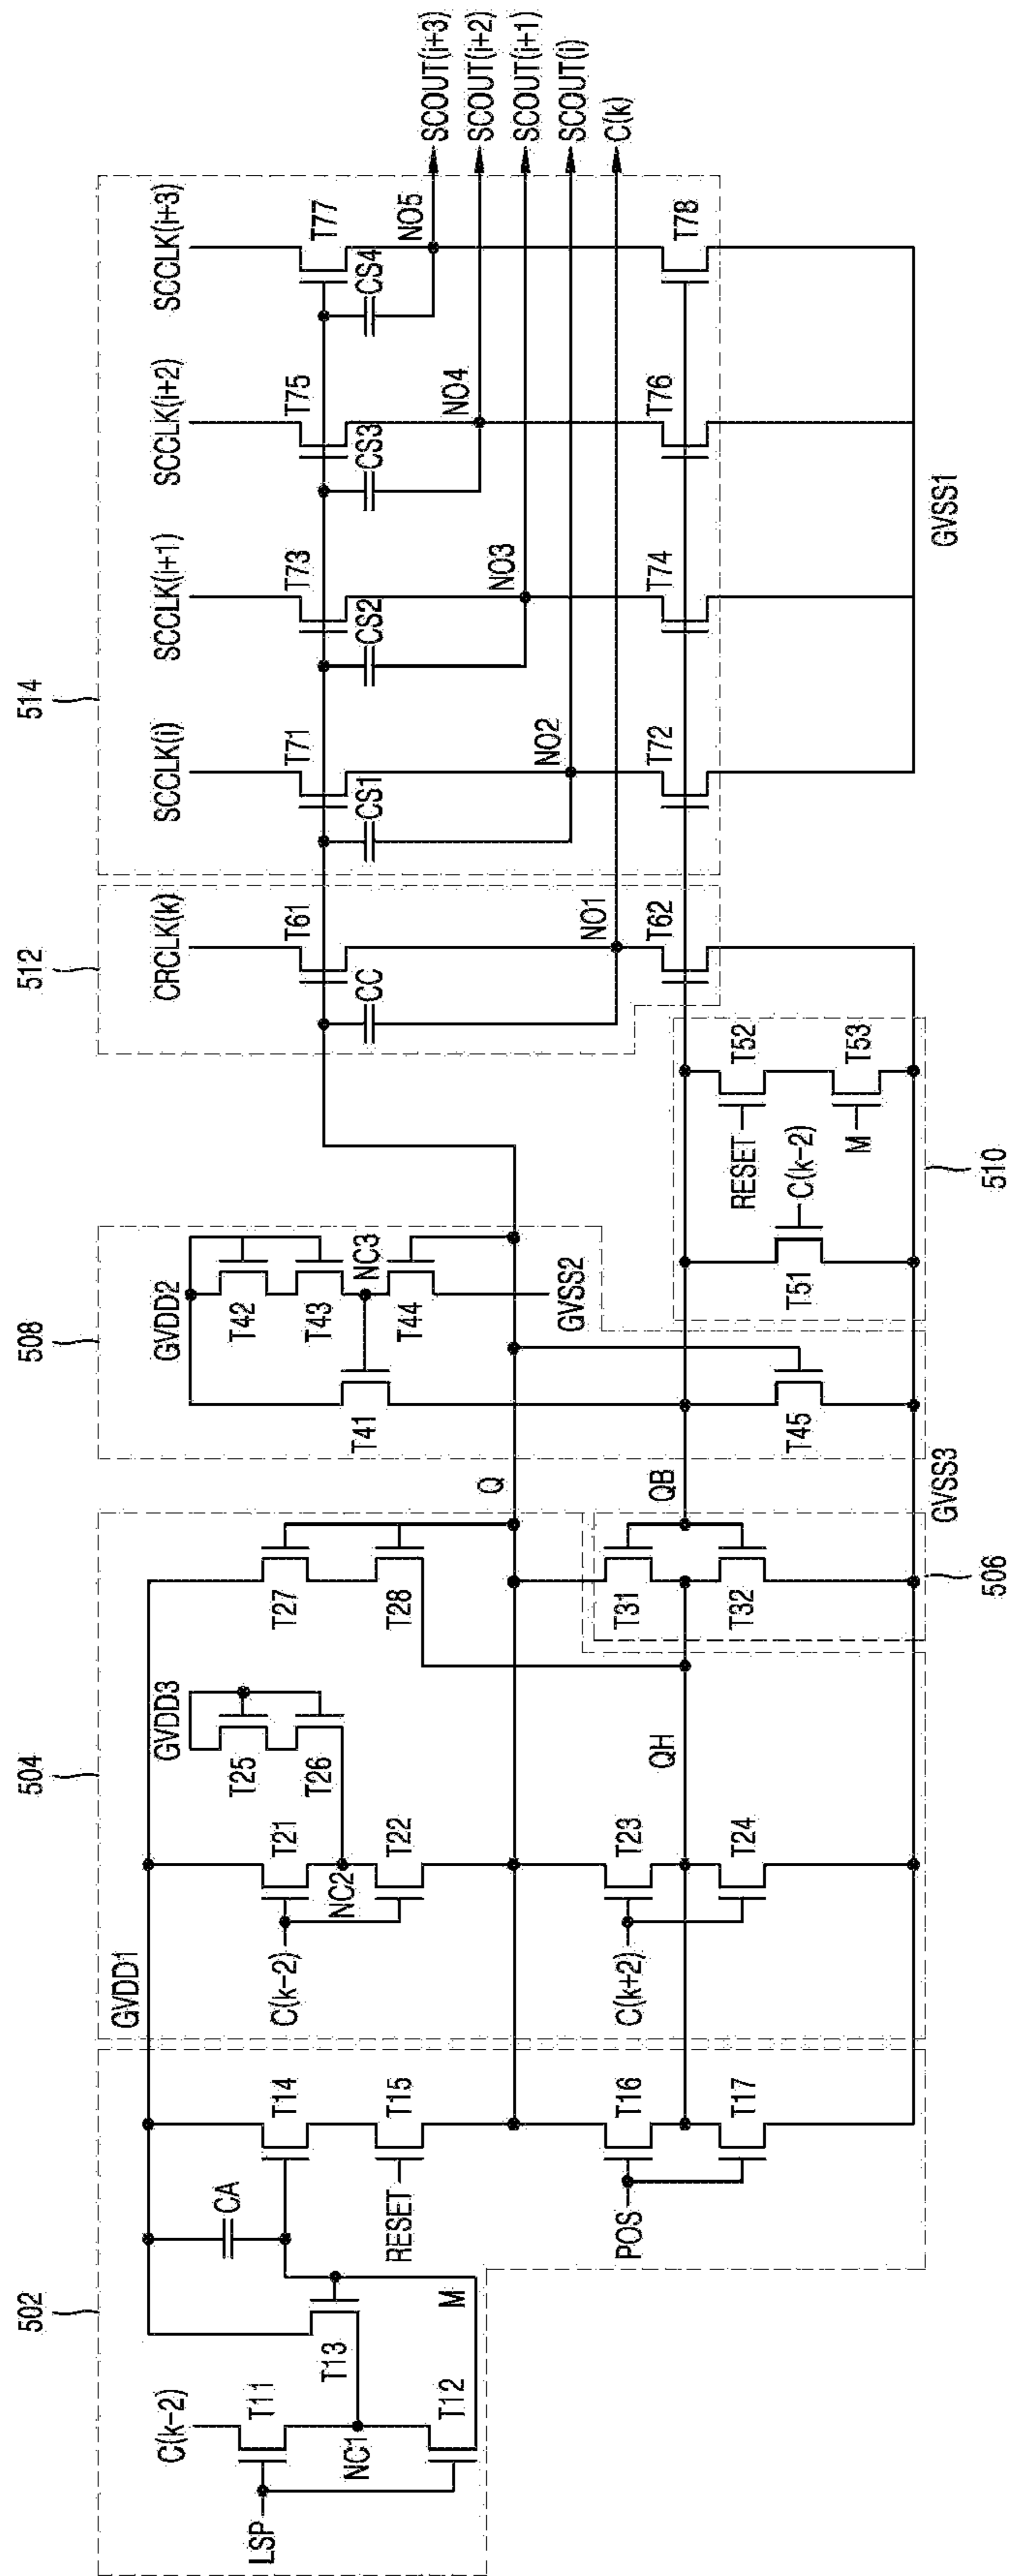 502
504
508
512
514
C(k-2)
LSP
T11
NC1
T12
T13
M
CA
T14
RESET
T15
POS
T16
T17
GVDD1
C(k-2)
T21
NC2
T22
GVDD3
T25
T26
C(k+2)
T23
T24
QH
T27
T28
Q
T31
T32
QB
506
GVSS3
GVDD2
T42
T43
NC3
T41
T44
GVSS2
T45
T51
C(k-2)
RESET
T52
M
T53
510
CRCLK(k)
T61
CC
NO1
T62
SCCLK(i)
T71
CS1
NO2
T72
SCCLK(i+1)
T73
CS2
NO3
T74
SCCLK(i+2)
T75
CS3
NO4
T76
SCCLK(i+3)
T77
CS4
NO5
T78
GVSS1
SCOUT(i+3)
SCOUT(i+2)
SCOUT(i+1)
SCOUT(i)
C(k)